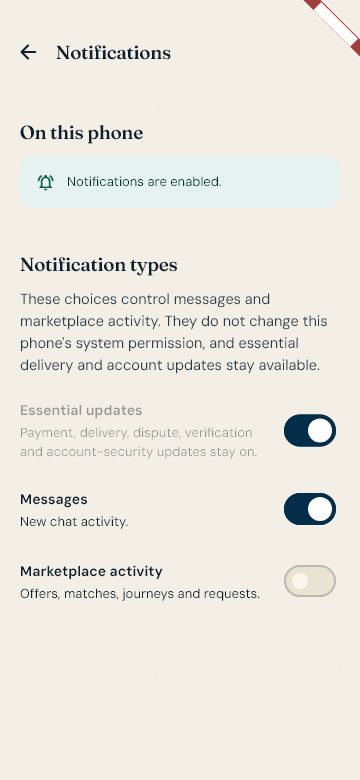 Notifications
On this phone
Notifications are enabled.
Notification types
These choices control messages and
marketplace activity. They do not change this
phone's system permission, and essential
delivery and account updates stay available.
Essential updates
Payment, delivery, dispute, verification
and account-security updates stay on.
Messages
New chat activity.
Marketplace activity
Offers, matches, journeys and requests.